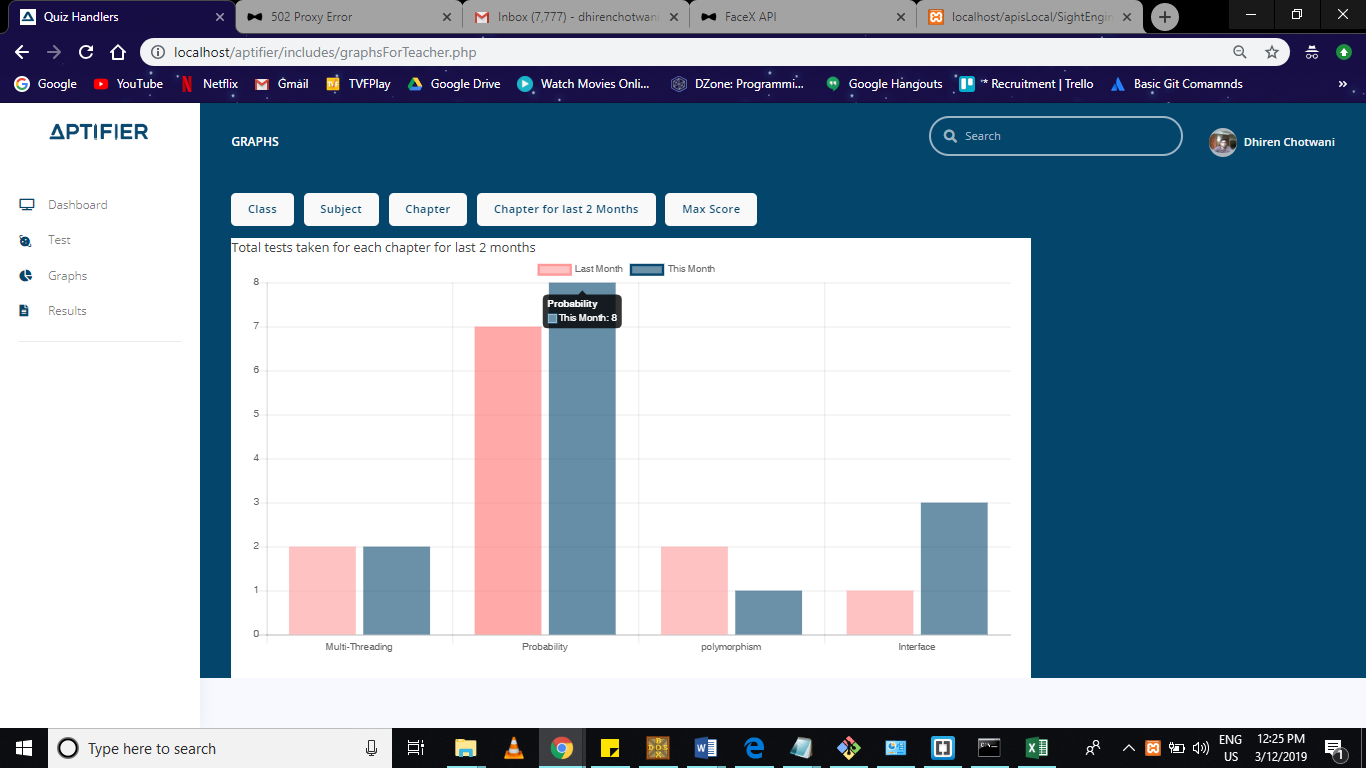 Quiz Handlers
502 Proxy Error
Inbox (7,777) - dhirenchotwani
FaceX API
localhost/apisLocal/SightEngin
localhost/aptifier/includes/graphsForTeacher.php
Google
YouTube
Netflix
Gmail
TVFPlay
Google Drive
Watch Movies Onli...
DZone: Programmi...
Google Hangouts
** Recruitment | Trello
Basic Git Comamnds
»
APTIFIER
GRAPHS
Search
Dhiren Chotwani
Dashboard
Test
Graphs
Results
Class
Subject
Chapter
Chapter for last 2 Months
Max Score
Total tests taken for each chapter for last 2 months
Last Month
This Month
8
7
6
5
4
3
2
1
0
Probability
This Month: 8
Multi-Threading
Probability
polymorphism
Interface
Type here to search
ENG
US
12:25 PM
3/12/2019
1